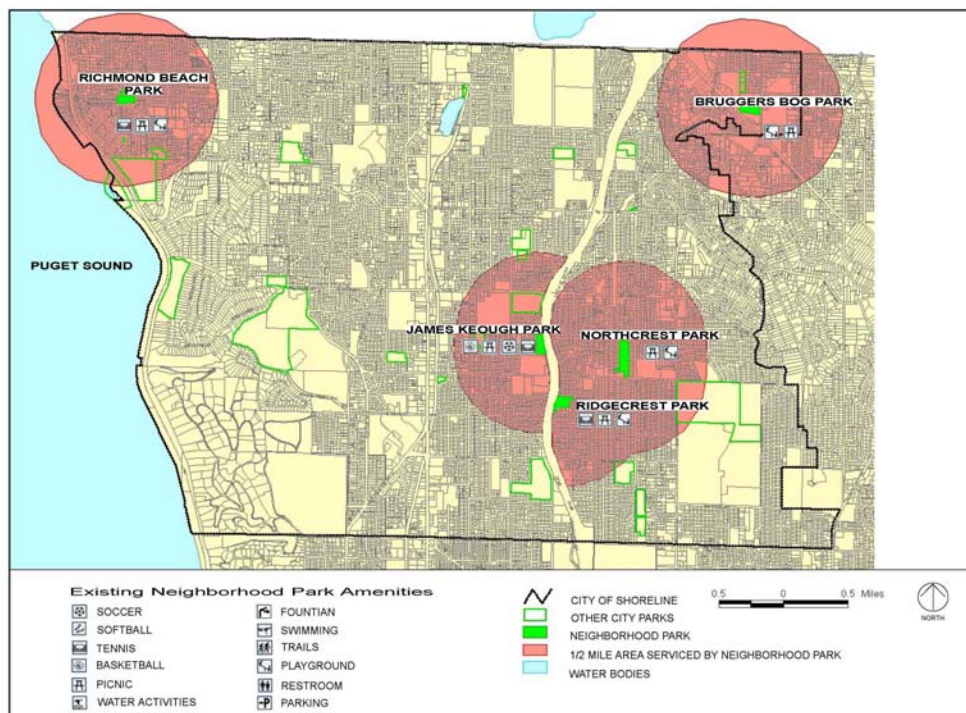 RICHMOND BEACH
PARK
BRUGGERS BOG PARK
PUGET SOUND
JAMES KEOUGH PARK
NORTHCREST PARK
RIDGECREST PARK
Existing Neighborhood Park Amenities
SOCCER
SOFTBALL
TENNIS
BASKETBALL
PICNIC
WATER ACTIVITIES
FOUNTIAN
SWIMMING
TRAILS
PLAYGROUND
RESTROOM
PARKING
CITY OF SHORELINE
OTHER CITY PARKS
NEIGHBORHOOD PARK
1/2 MILE AREA SERVICED BY NEIGHBORHOOD PARK
WATER BODIES
0.5 0 0.5 Miles
NORTH